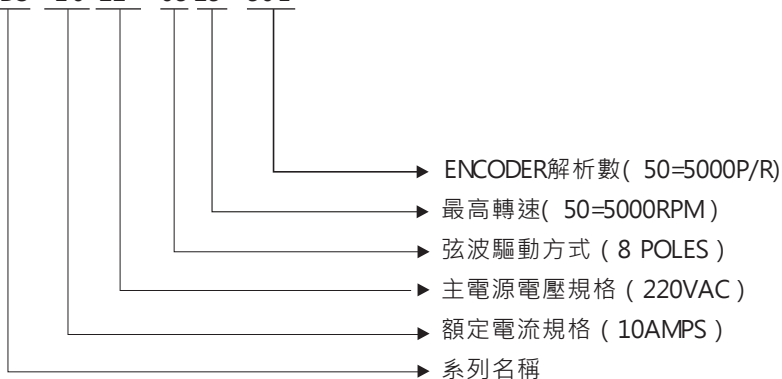 ENCODER解析數( 50=5000P/R)
最高轉速( 50=5000RPM )
弦波驅動方式 ( 8 POLES )
主電源電壓規格 ( 220VAC )
額定電流規格 ( 10AMPS )
系列名稱